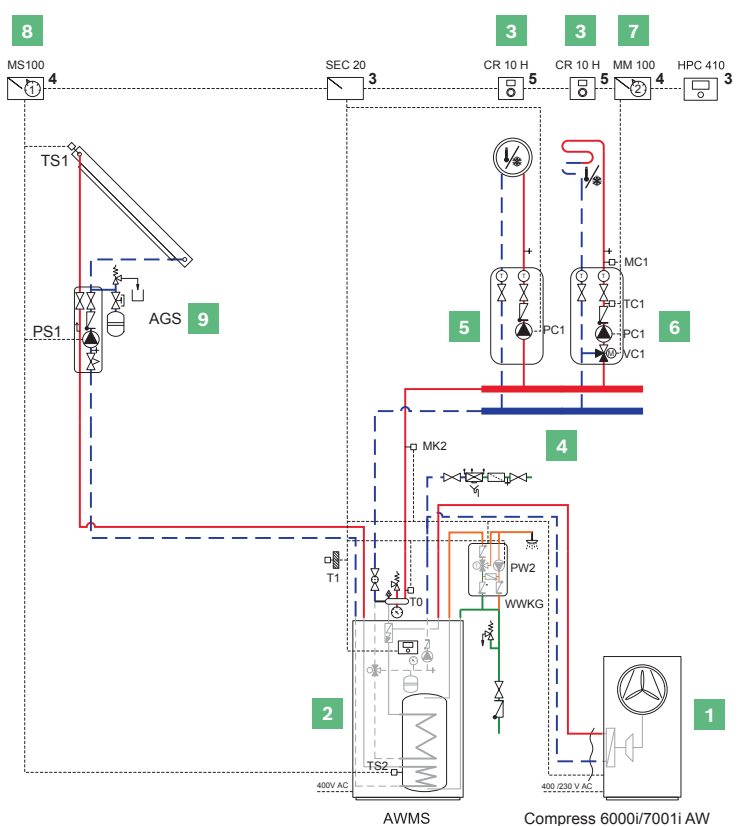 8
3
3
7
MS100
4
SEC 20
3
CR 10 H
5
CR 10 H
5
MM 100
4
HPC 410
3
1
2
TS1
T
T
T
T
MC1
TC1
PS1
AGS
9
5
PC1
PC1
6
M
VC1
MK2
4
T1
T0
PW2
WWKG
2
1
TS2
400V AC
400 /230 V AC
AWMS
Compress 6000i/7001i AW